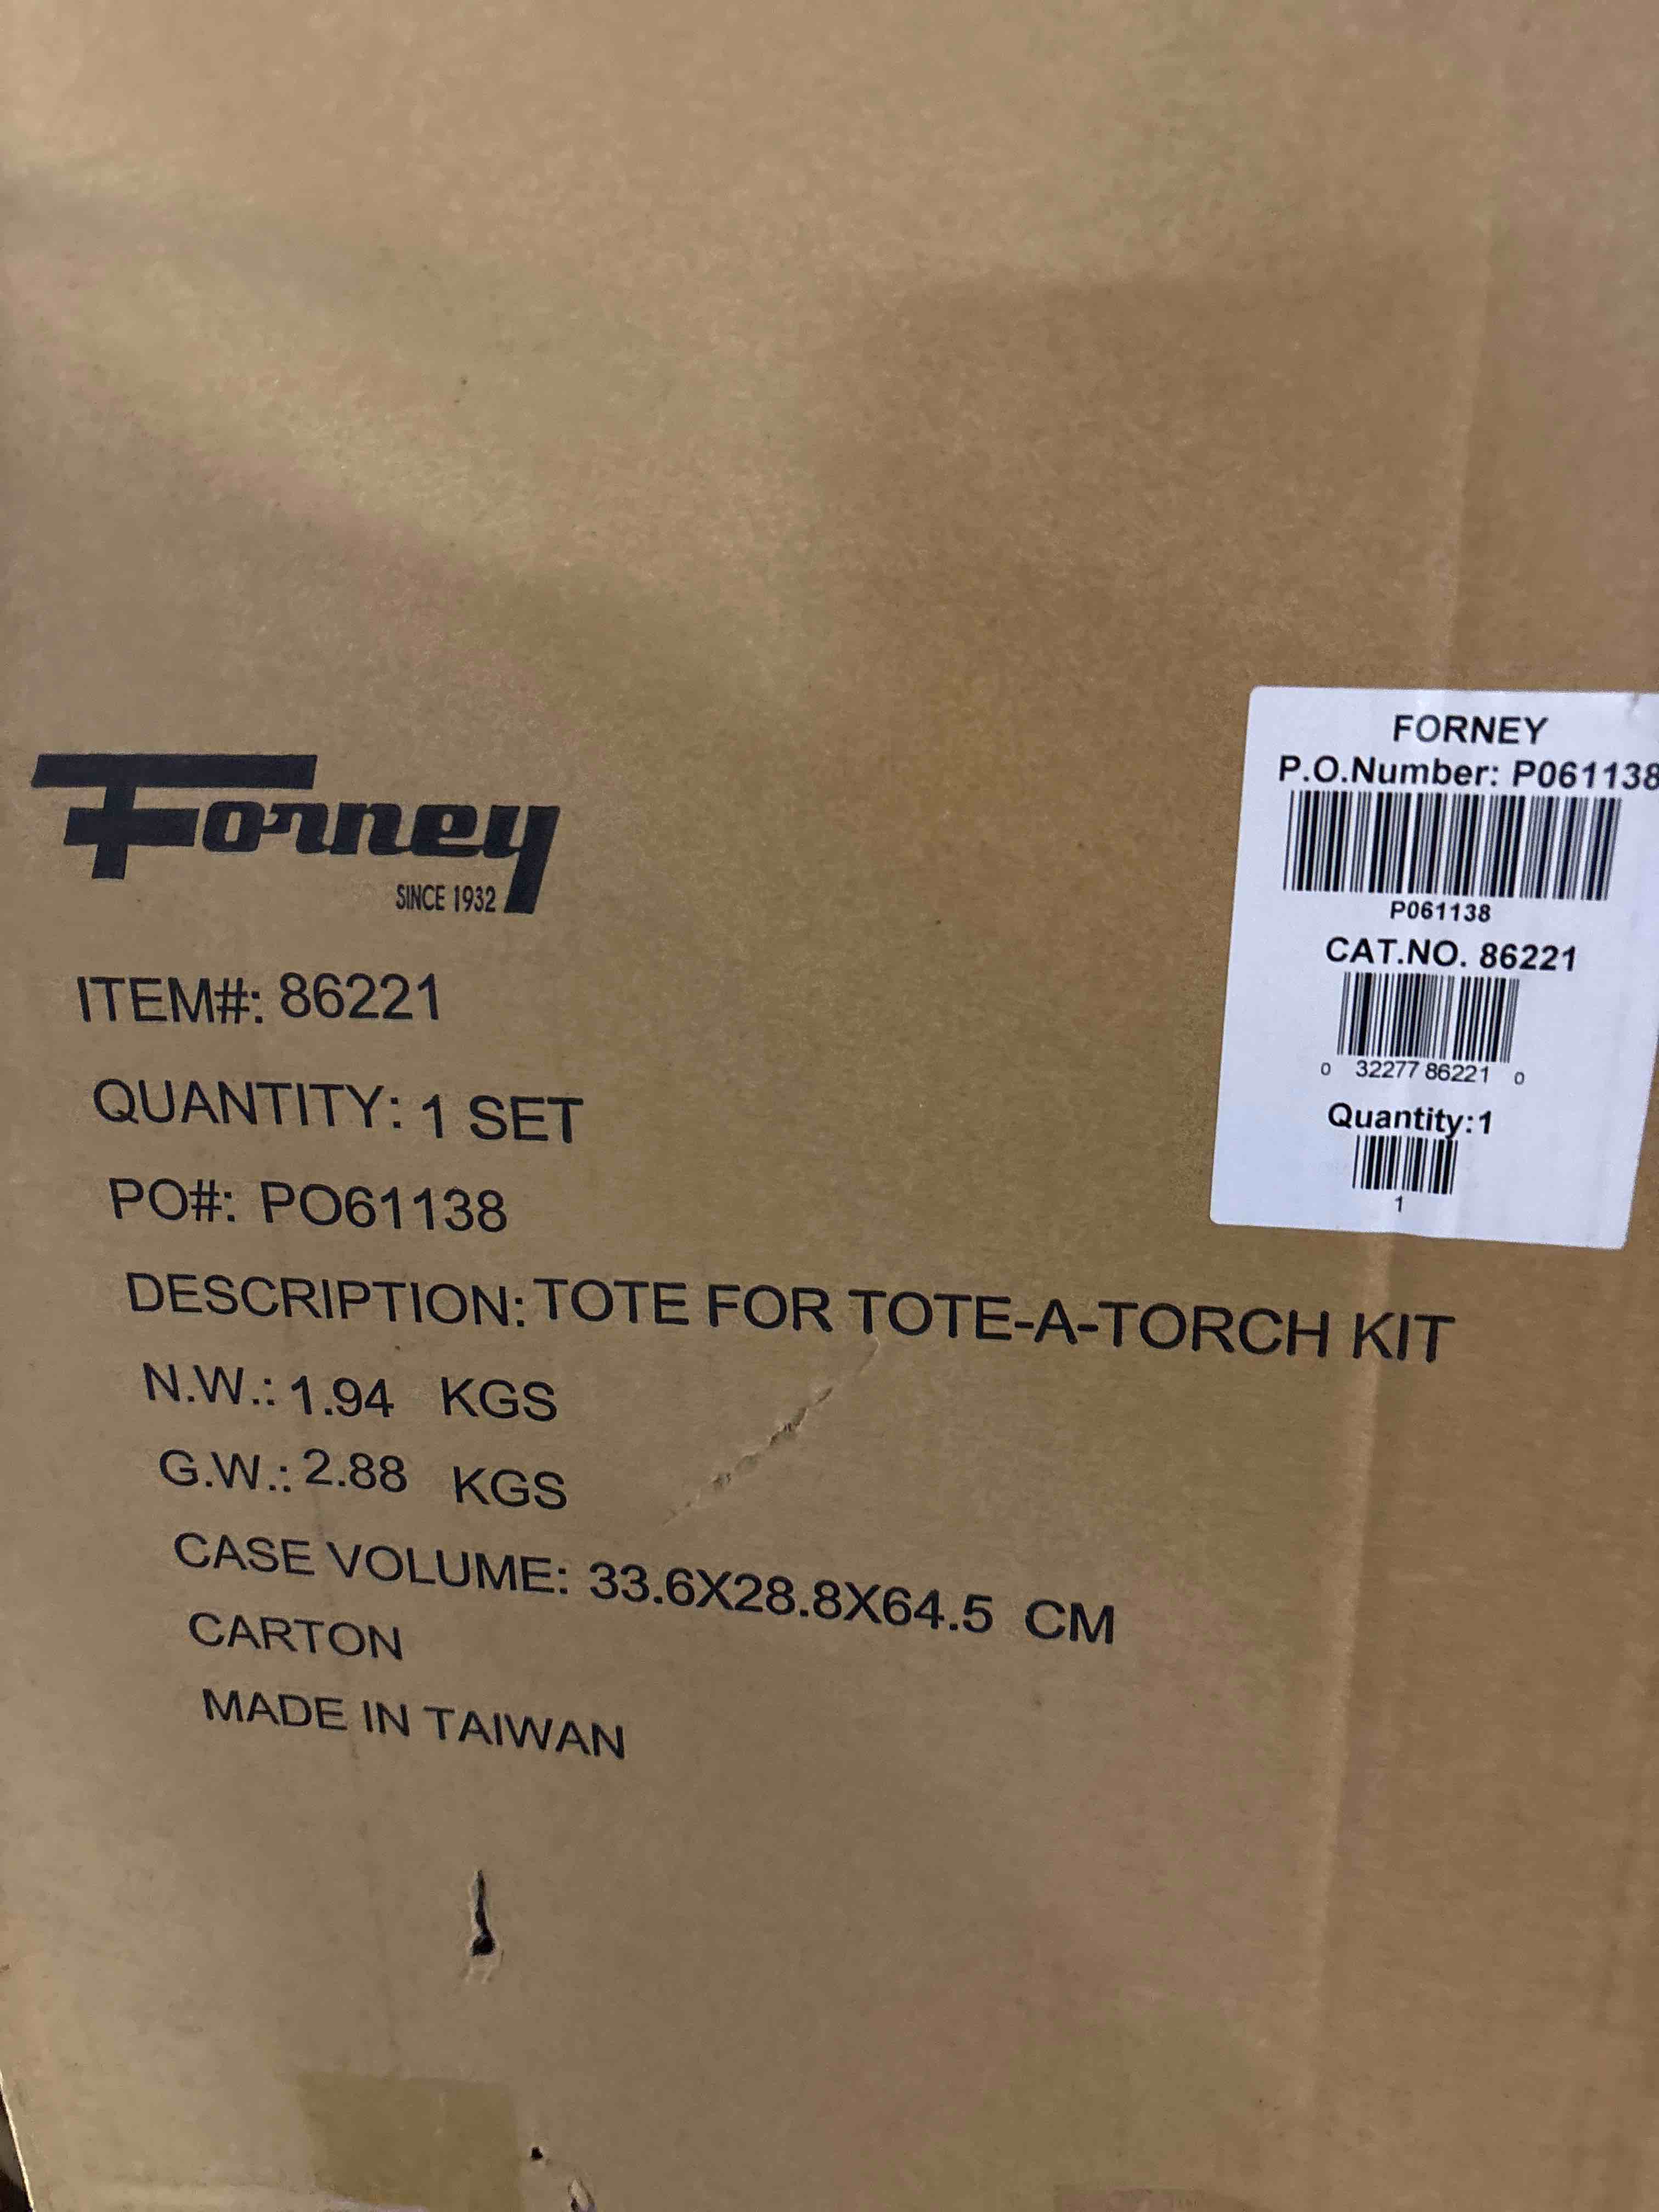 Forney
SINCE 1932
ITEM#: 86221
QUANTITY: 1 SET
PO#: PO61138
DESCRIPTION: TOTE FOR TOTE-A-TORCH KIT
N.W.: 1.94 KGS
G.W.: 2.88 KGS
CASE VOLUME: 33.6X28.8X64.5 CM
CARTON
MADE IN TAIWAN
FORNEY
P.O.Number: P061138
P061138
CAT.NO. 86221
0 32277 86221 0
Quantity:1
1